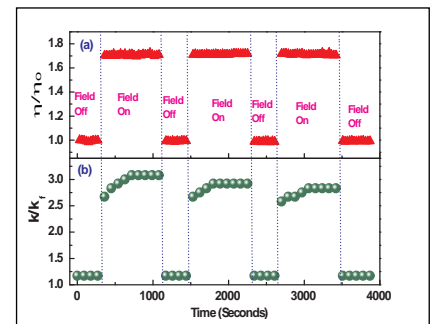 (a)
1.8
1.6
1.4
1.2
1.0
η/ηo
Field Off
Field On
Field Off
Field On
Field Off
Field On
Field Off
(b)
3.0
2.5
2.0
1.5
1.0
k/kf
0
1000
2000
3000
4000
Time (Seconds)